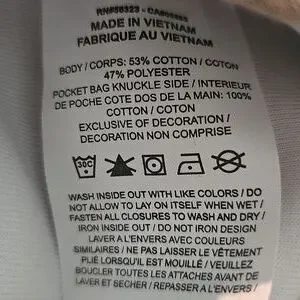 MADE IN VIETNAM
FABRIQUE AU VIETNAM
BODY / CORPS: 53% COTTON / COTON
47% POLYESTER
POCKET BAG KNUCKLE SIDE / INTERIEUR
DE POCHE COTE DOS DE LA MAIN: 100%
COTTON / COTON
EXCLUSIVE OF DECORATION /
DECORATION NON COMPRISE
30C
WASH INSIDE OUT WITH LIKE COLORS / DO
NOT ALLOW TO LAY ON ITSELF WHEN WET /
FASTEN ALL CLOSURES TO WASH AND DRY /
IRON INSIDE OUT / DO NOT IRON DESIGN
LAVER A L'ENVERS AVEC COULEURS
SIMILAIRES / NE PAS LAISSER LE VÊTEMENT
PLIÉ LORSQU'IL EST MOUILLÉ / VEUILLEZ
BOUCLER TOUTES LES ATTACHES AVANT DE
LAVER ET SÉCHER / REPASSER A L'ENVERS /